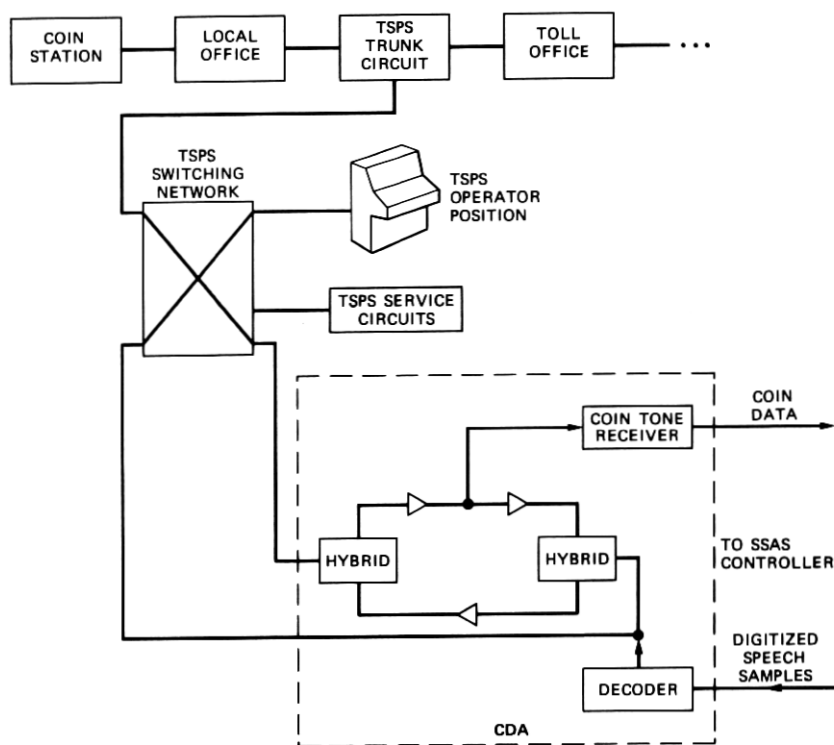 COIN
STATION
LOCAL
OFFICE
TSPS
TRUNK
CIRCUIT
TOLL
OFFICE
TSPS
SWITCHING
NETWORK
TSPS
OPERATOR
POSITION
TSPS SERVICE
CIRCUITS
COIN TONE
RECEIVER
COIN
DATA
HYBRID
HYBRID
TO SSAS
CONTROLLER
DIGITIZED
SPEECH
SAMPLES
DECODER
CDA